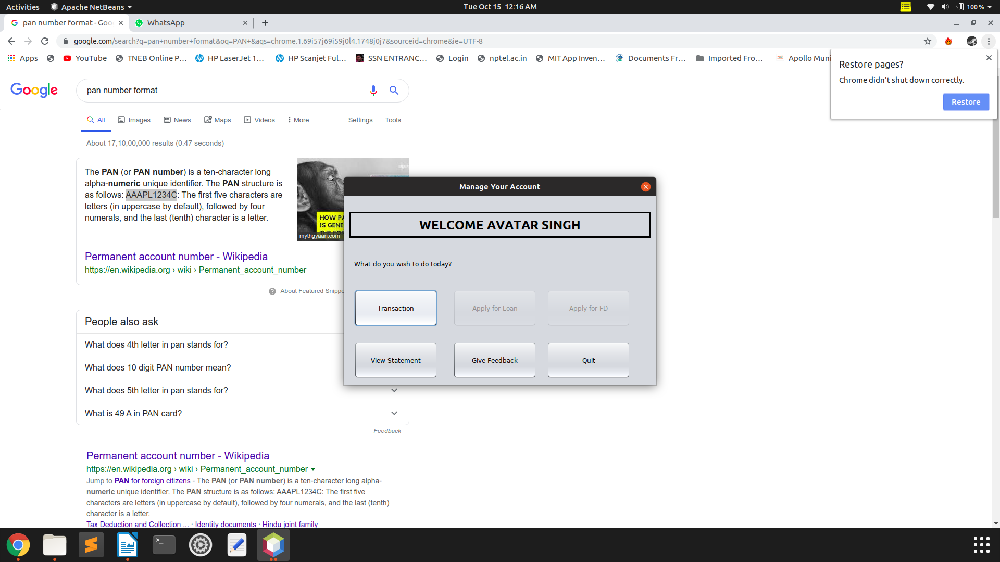 Activities
Apache NetBeans
Tue Oct 15 12:16 AM
100 %
pan number format - Goo
WhatsApp
google.com/search?q=pan+number+format&oq=PAN+&aqs=chrome.1.69i57j69i59j0l4.1748j0j7&sourceid=chrome&ie=UTF-8
Apps
YouTube
TNEB Online P…
HP LaserJet 1…
HP Scanjet Ful…
SSN ENTRANC…
Login
nptel.ac.in
MIT App Inven…
Documents Fr…
Imported Fro…
Apollo Muni
Restore pages?
Chrome didn't shut down correctly.
Restore
Google
pan number format
All
Images
News
Maps
Videos
More
Settings
Tools
About 17,10,00,000 results (0.47 seconds)
The PAN (or PAN number) is a ten-character long
alpha-numeric unique identifier. The PAN structure is
as follows: AAAPL1234C: The first five characters are
letters (in uppercase by default), followed by four
numerals, and the last (tenth) character is a letter.
HOW PA
IS GENE
THE FOR
mythgyaan.com
Permanent account number - Wikipedia
https://en.wikipedia.org › wiki › Permanent_account_number
About Featured Snippe
Manage Your Account
WELCOME AVATAR SINGH
What do you wish to do today?
Transaction
Apply for Loan
Apply for FD
View Statement
Give Feedback
Quit
People also ask
What does 4th letter in pan stands for?
What does 10 digit PAN number mean?
What does 5th letter in pan stands for?
What is 49 A in PAN card?
Feedback
Permanent account number - Wikipedia
https://en.wikipedia.org › wiki › Permanent_account_number
Jump to PAN for foreign citizens - The PAN (or PAN number) is a ten-character long alpha-
numeric unique identifier. The PAN structure is as follows: AAAPL1234C: The first five
characters are letters (in uppercase by default), followed by four numerals, and the last (tenth)
character is a letter.
Tax Deduction and Collection ... · Identity documents · Hindu joint family